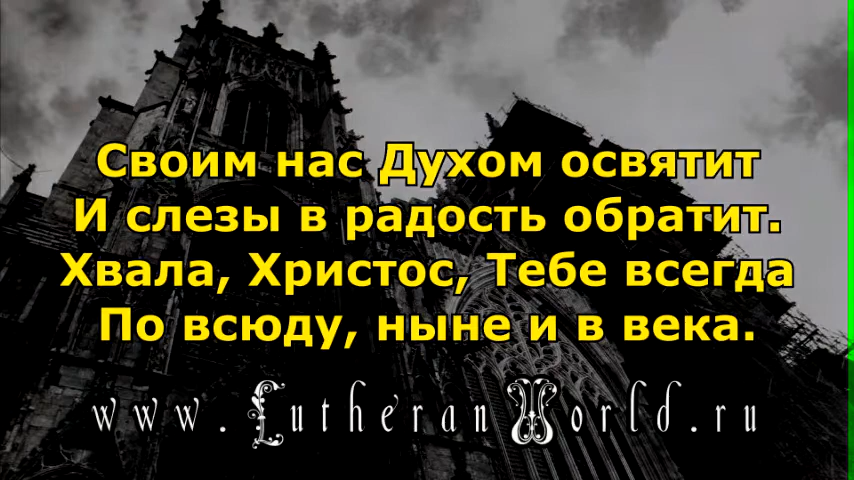 Своим нас Духом освятит
И слезы в радость обратит.
Хвала, Христос, Тебе всегда
По всюду, ныне и в века.
www.LutheranWorld.ru